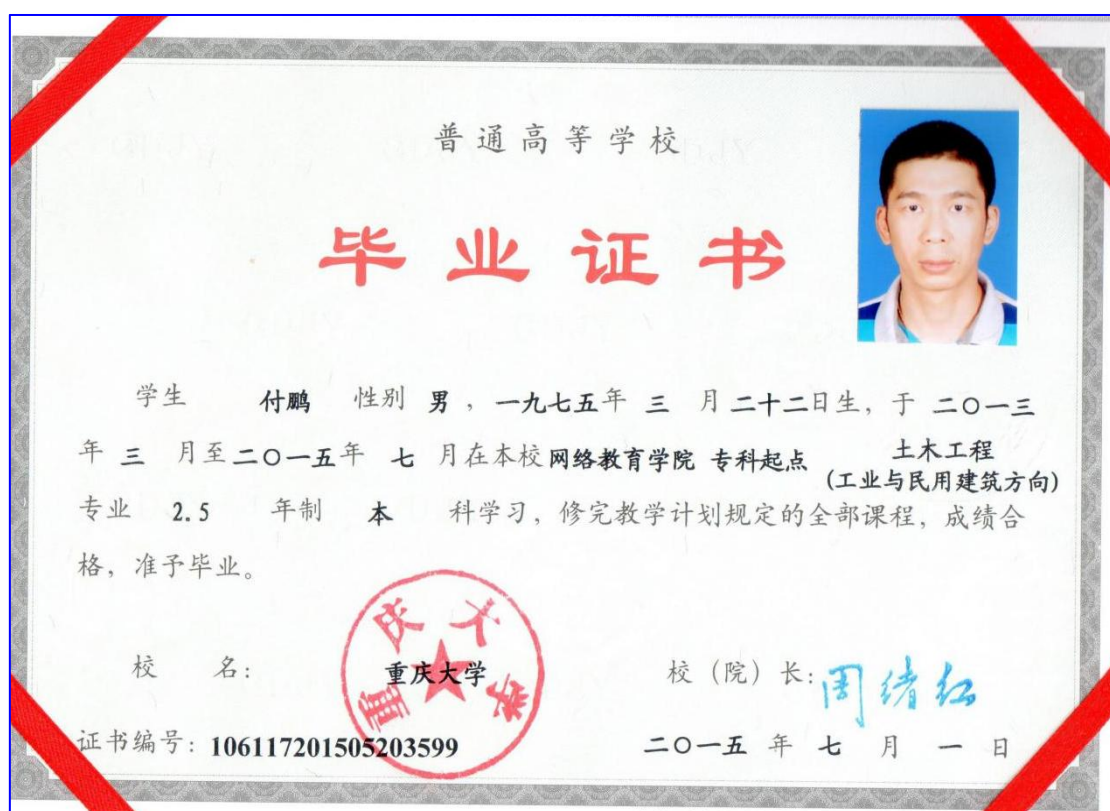 普通高等学校
毕业证书
学生 付鹏 性别 男，一九七五年 三 月 二十二日生，于 二〇一三
年 三 月至二〇一五年 七 月在本校网络教育学院 专科起点 土木工程
(工业与民用建筑方向)
专业 2.5 年制 本 科学习，修完教学计划规定的全部课程，成绩合
格，准予毕业。
校 名： 重庆大学 校（院）长：周绪红
重庆大学
证书编号：106117201505203599 二〇一五 年 七 月 一 日